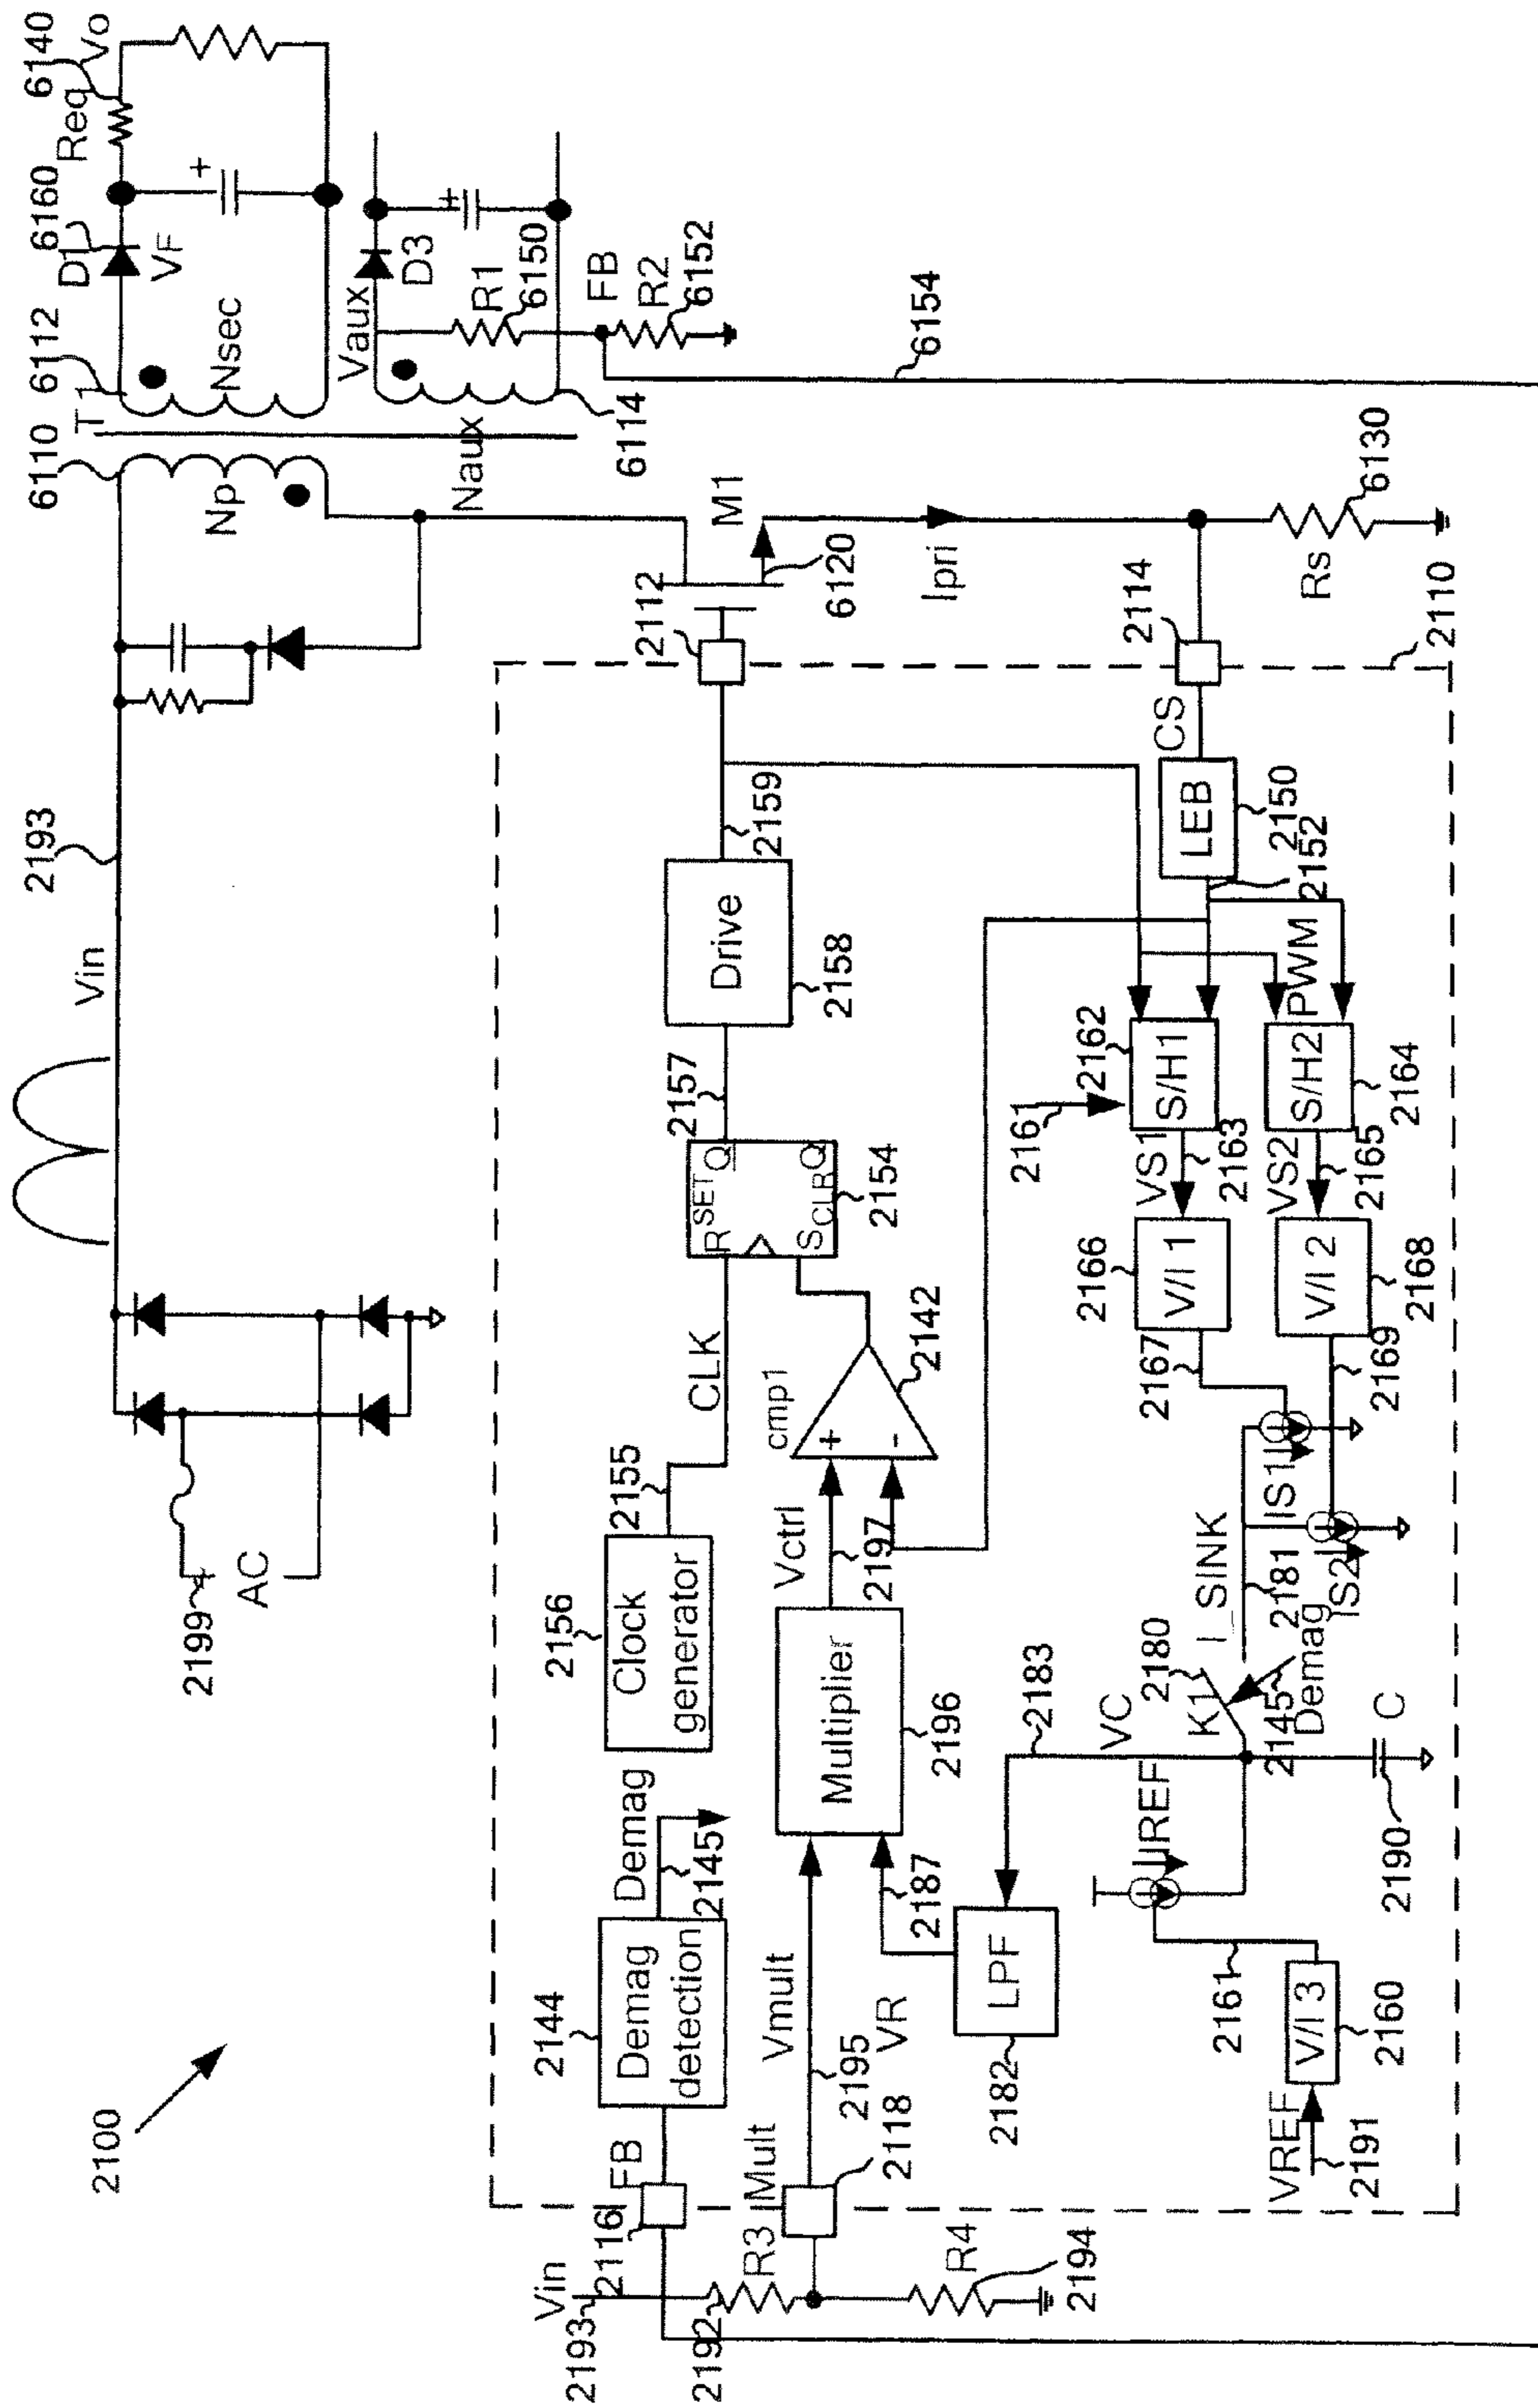 2100
2199
AC
Vin
2193
6110
T1
6112
D1
6160
Req
6140
Vo
VF
Np
Nsec
Naux
Vaux
D3
R1
6150
FB
R2
6152
6114
6154
M1
6120
Ipri
Rs
6130
2112
2114
2110
CS
LEB
2150
2152
2144
Demag
detection
Demag
2145
2156
Clock
generator
2155
CLK
R
SET
Q
S
CLR
Q
2154
2157
Drive
2158
2159
cmp1
+
-
2142
Vin
2193
2116
FB
R3
2192
Mult
2118
R4
2194
Vmult
2195
VR
2187
Multiplier
2196
Vctrl
2197
LPF
2182
2183
VC
VREF
2191
V/I 3
2160
2161
IREF
K1
2180
2145
Demag
C
2190
I_SINK
2181
IS1
IS2
2167
2169
V/I 1
2166
V/I 2
2168
VS1
2163
VS2
2165
2161
S/H1
2162
S/H2
2164
PWM